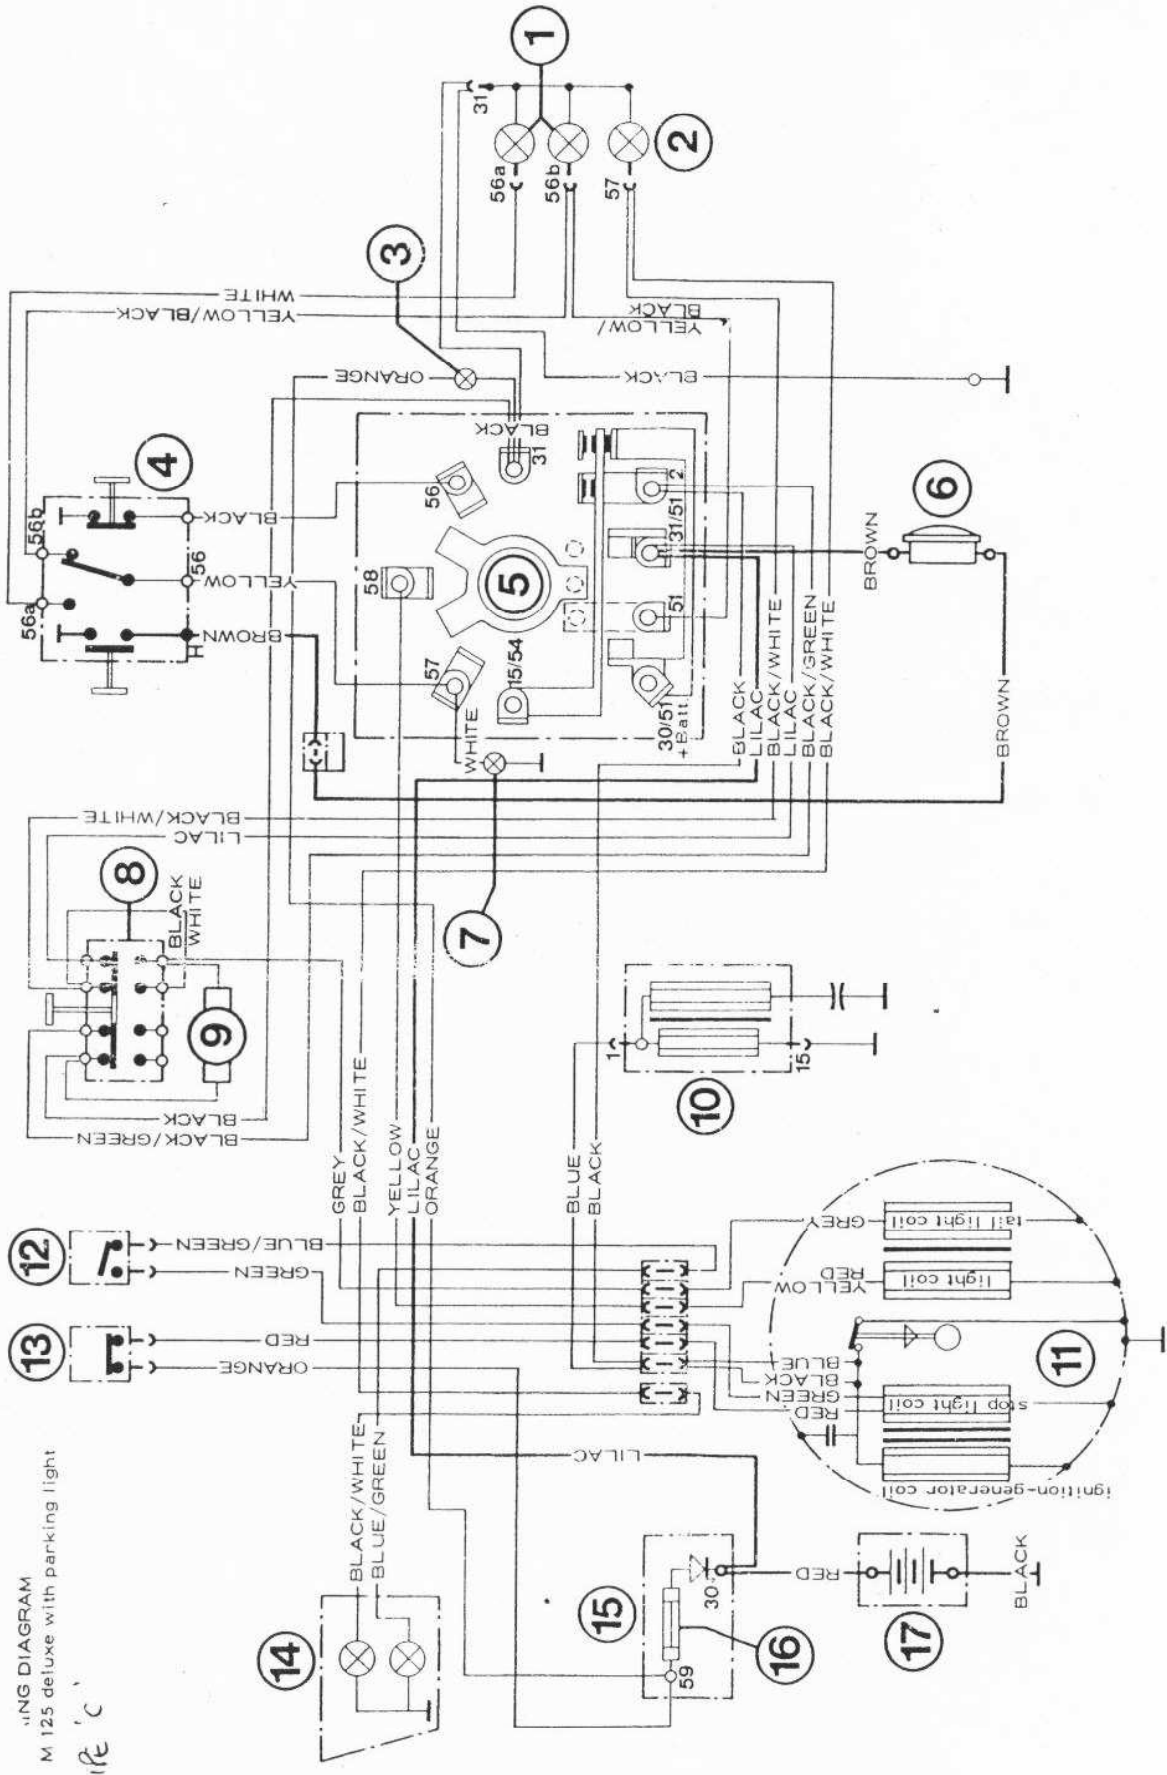 ING DIAGRAM
M 125 deluxe with parking light
'C'
1
2
3
4
5
6
7
8
9
10
11
12
13
14
15
16
17
31
56a
56b
57
WHITE
YELLOW/BLACK
YELLOW/
BLACK
BLACK
ORANGE
BLACK
31
56
58
57
15/54
30/51
+Batt.
51
31/51
2
56a
56b
56
H
BLACK
YELLOW
BROWN
WHITE
BROWN
BROWN
BLACK
LILAC
BLACK/WHITE
LILAC
BLACK/GREEN
BLACK/WHITE
BLACK/WHITE
LILAC
BLACK
WHITE
BLACK
BLACK/GREEN
GREY
BLACK/WHITE
YELLOW
LILAC
ORANGE
BLUE
BLACK
1
15
BLUE/GREEN
GREEN
RED
ORANGE
GREY
tail light coil
RED
YELLOW
light coil
BLUE
BLACK
GREEN
RED
stop light coil
ignition-generator coil
BLACK/WHITE
BLUE/GREEN
LILAC
30
59
RED
BLACK